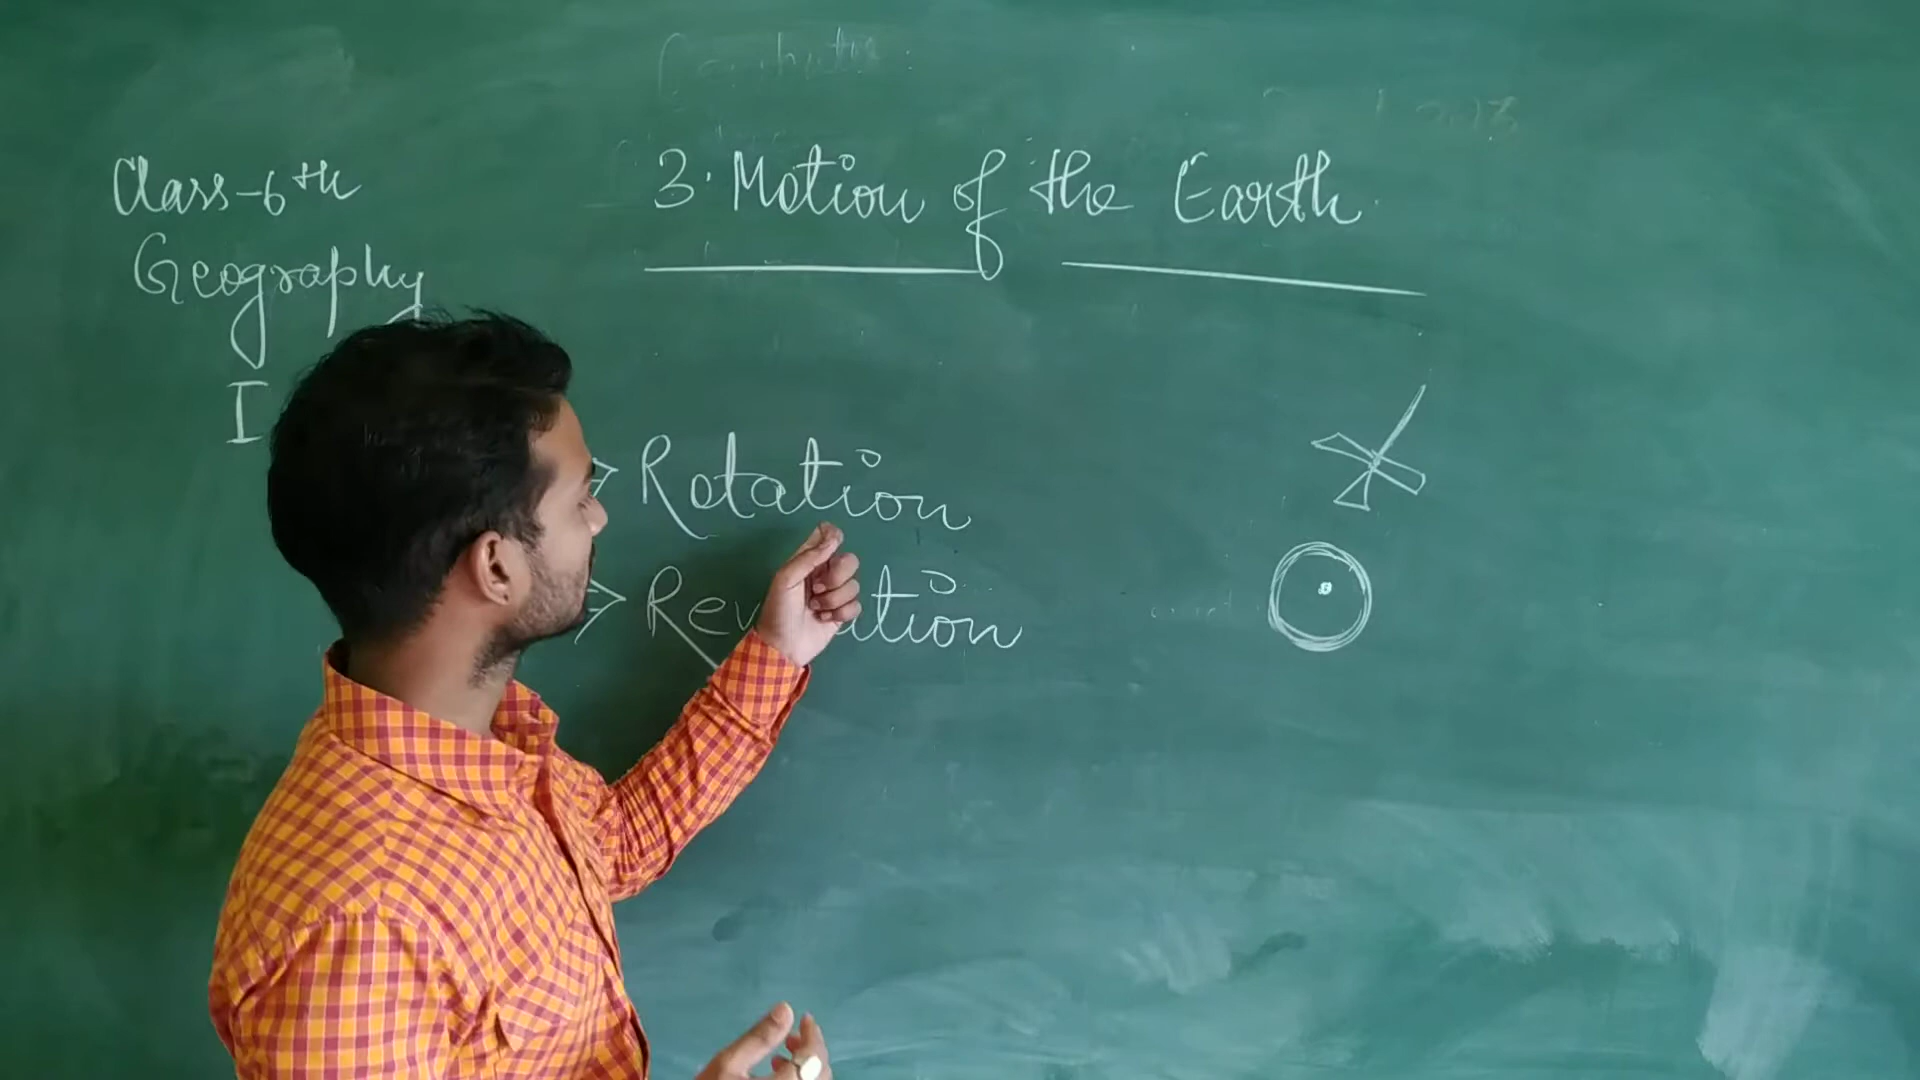 Class-6th
Geography
I
3. Motion of the Earth
Rotation